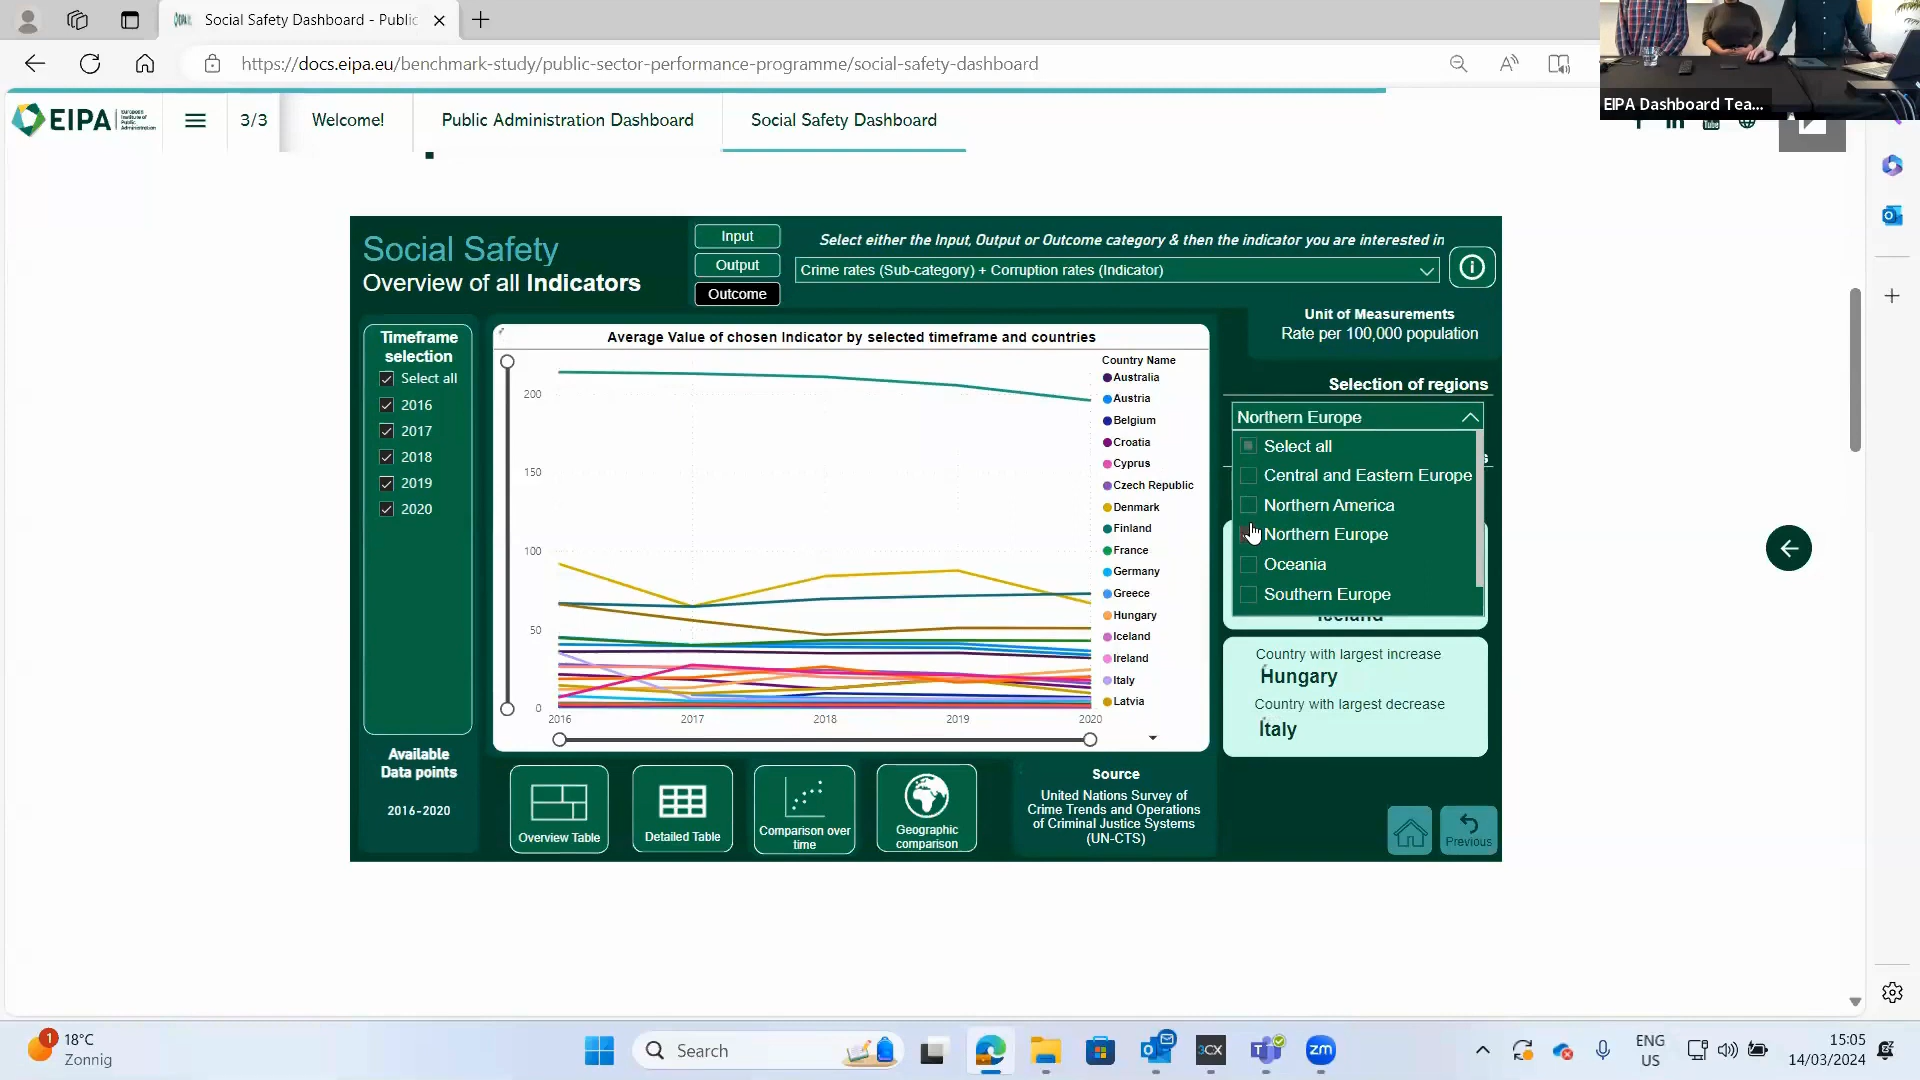 Social Safety Dashboard - Public
https://docs.eipa.eu/benchmark-study/public-sector-performance-programme/social-safety-dashboard
EIPA Dashboard Tea...
EIPA
European
Institute of
Public
Administration
3/3
Welcome!
Public Administration Dashboard
Social Safety Dashboard
Social Safety
Overview of all Indicators
Input
Output
Outcome
Select either the Input, Output or Outcome category & then the indicator you are interested in
Crime rates (Sub-category) + Corruption rates (Indicator)
Unit of Measurements
Rate per 100,000 population
Timeframe
selection
Select all
2016
2017
2018
2019
2020
Available
Data points
2016-2020
Average Value of chosen Indicator by selected timeframe and countries
200
150
100
50
0
2016
2017
2018
2019
2020
Country Name
Australia
Austria
Belgium
Croatia
Cyprus
Czech Republic
Denmark
Finland
France
Germany
Greece
Hungary
Iceland
Ireland
Italy
Latvia
Selection of regions
Northern Europe
Select all
Central and Eastern Europe
Northern America
Northern Europe
Oceania
Southern Europe
Iceland
Country with largest increase
Hungary
Country with largest decrease
Italy
Overview Table
Detailed Table
Comparison over
time
Geographic
comparison
Source
United Nations Survey of
Crime Trends and Operations
of Criminal Justice Systems
(UN-CTS)
Previous
1
18°C
Zonnig
Search
3CX
zm
ENG
US
15:05
14/03/2024